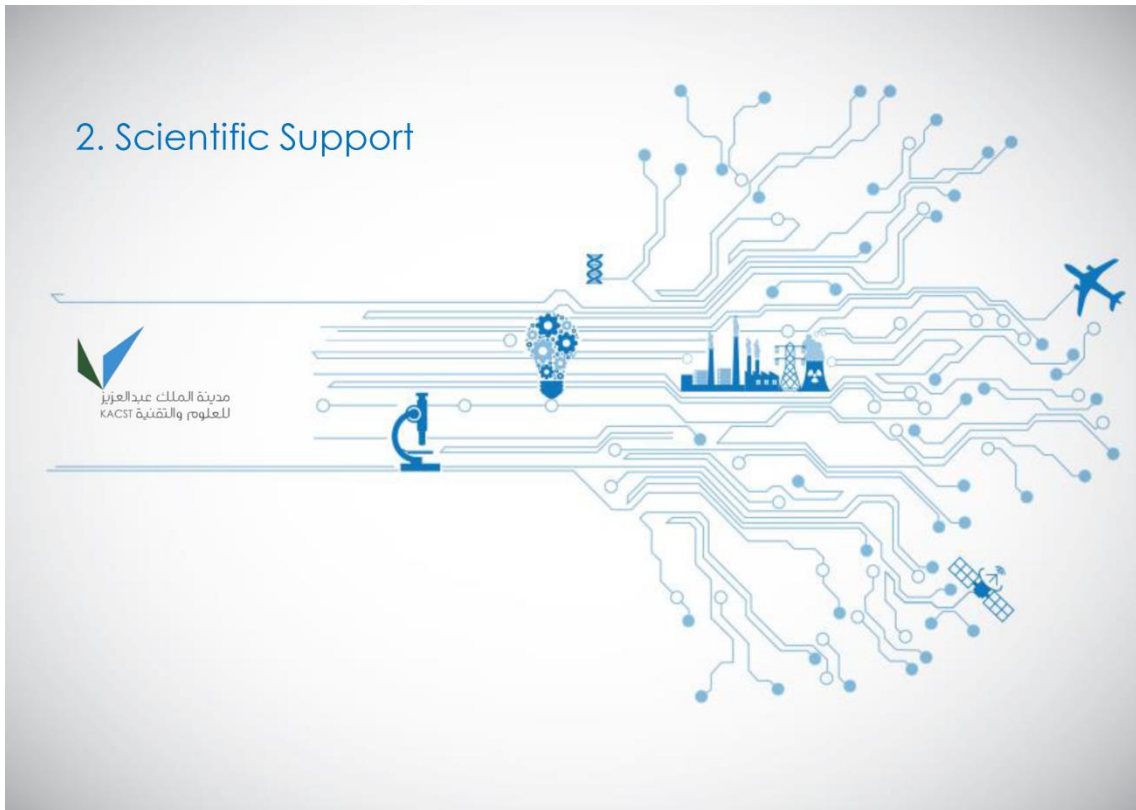 2. Scientific Support
مدينة الملك عبدالعزيز
للعلوم والتقنية KACST